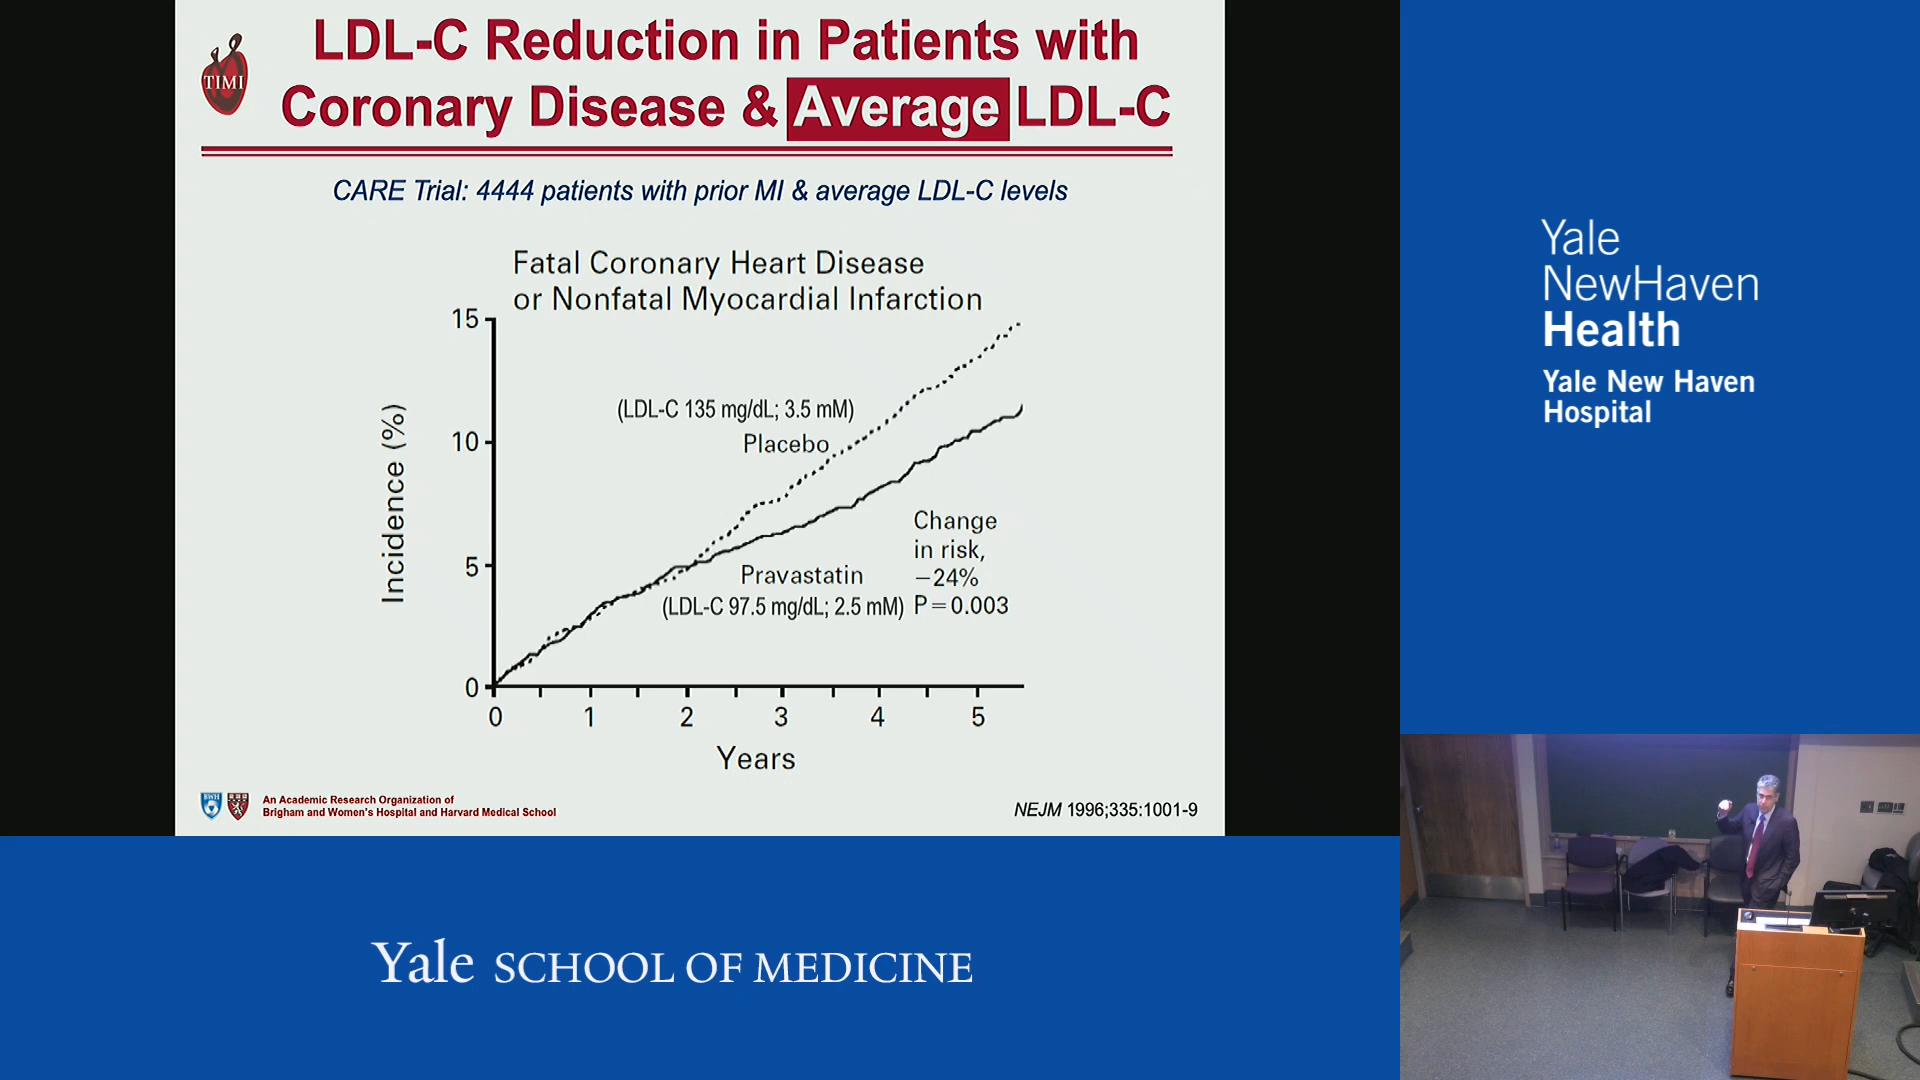 LDL-C Reduction in Patients with
Coronary Disease & Average LDL-C
TIMI
CARE Trial: 4444 patients with prior MI & average LDL-C levels
Fatal Coronary Heart Disease
or Nonfatal Myocardial Infarction
15
10
5
0
Incidence (%)
(LDL-C 135 mg/dL; 3.5 mM)
Placebo
Change
in risk,
−24%
P=0.003
Pravastatin
(LDL-C 97.5 mg/dL; 2.5 mM)
0 1 2 3 4 5
Years
BWH
An Academic Research Organization of
Brigham and Women's Hospital and Harvard Medical School
NEJM 1996;335:1001-9
Yale
NewHaven
Health
Yale New Haven
Hospital
Yale SCHOOL OF MEDICINE